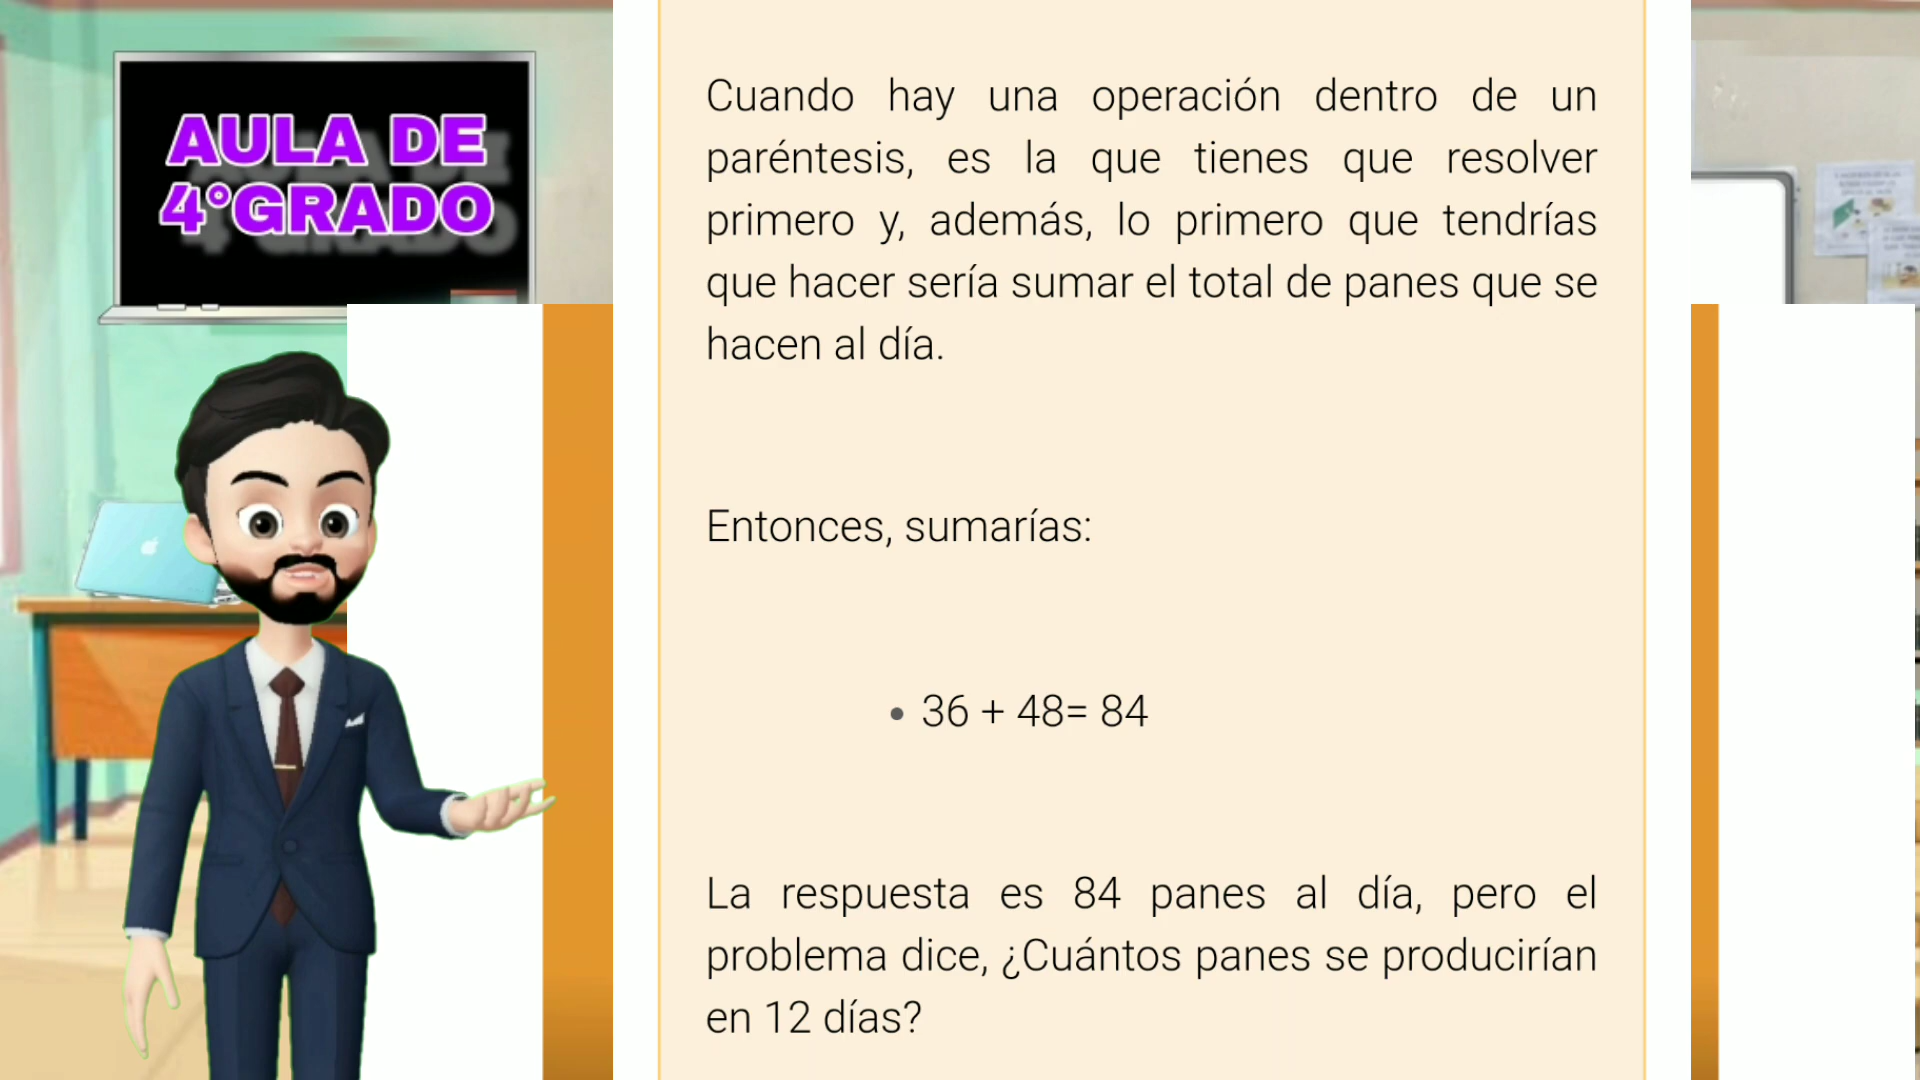 AULA DE
4°GRADO
Cuando hay una operación dentro de un
paréntesis, es la que tienes que resolver
primero y, además, lo primero que tendrías
que hacer sería sumar el total de panes que se
hacen al día.
Entonces, sumarías:
• 36 + 48= 84
La respuesta es 84 panes al día, pero el
problema dice, ¿Cuántos panes se producirían
en 12 días?